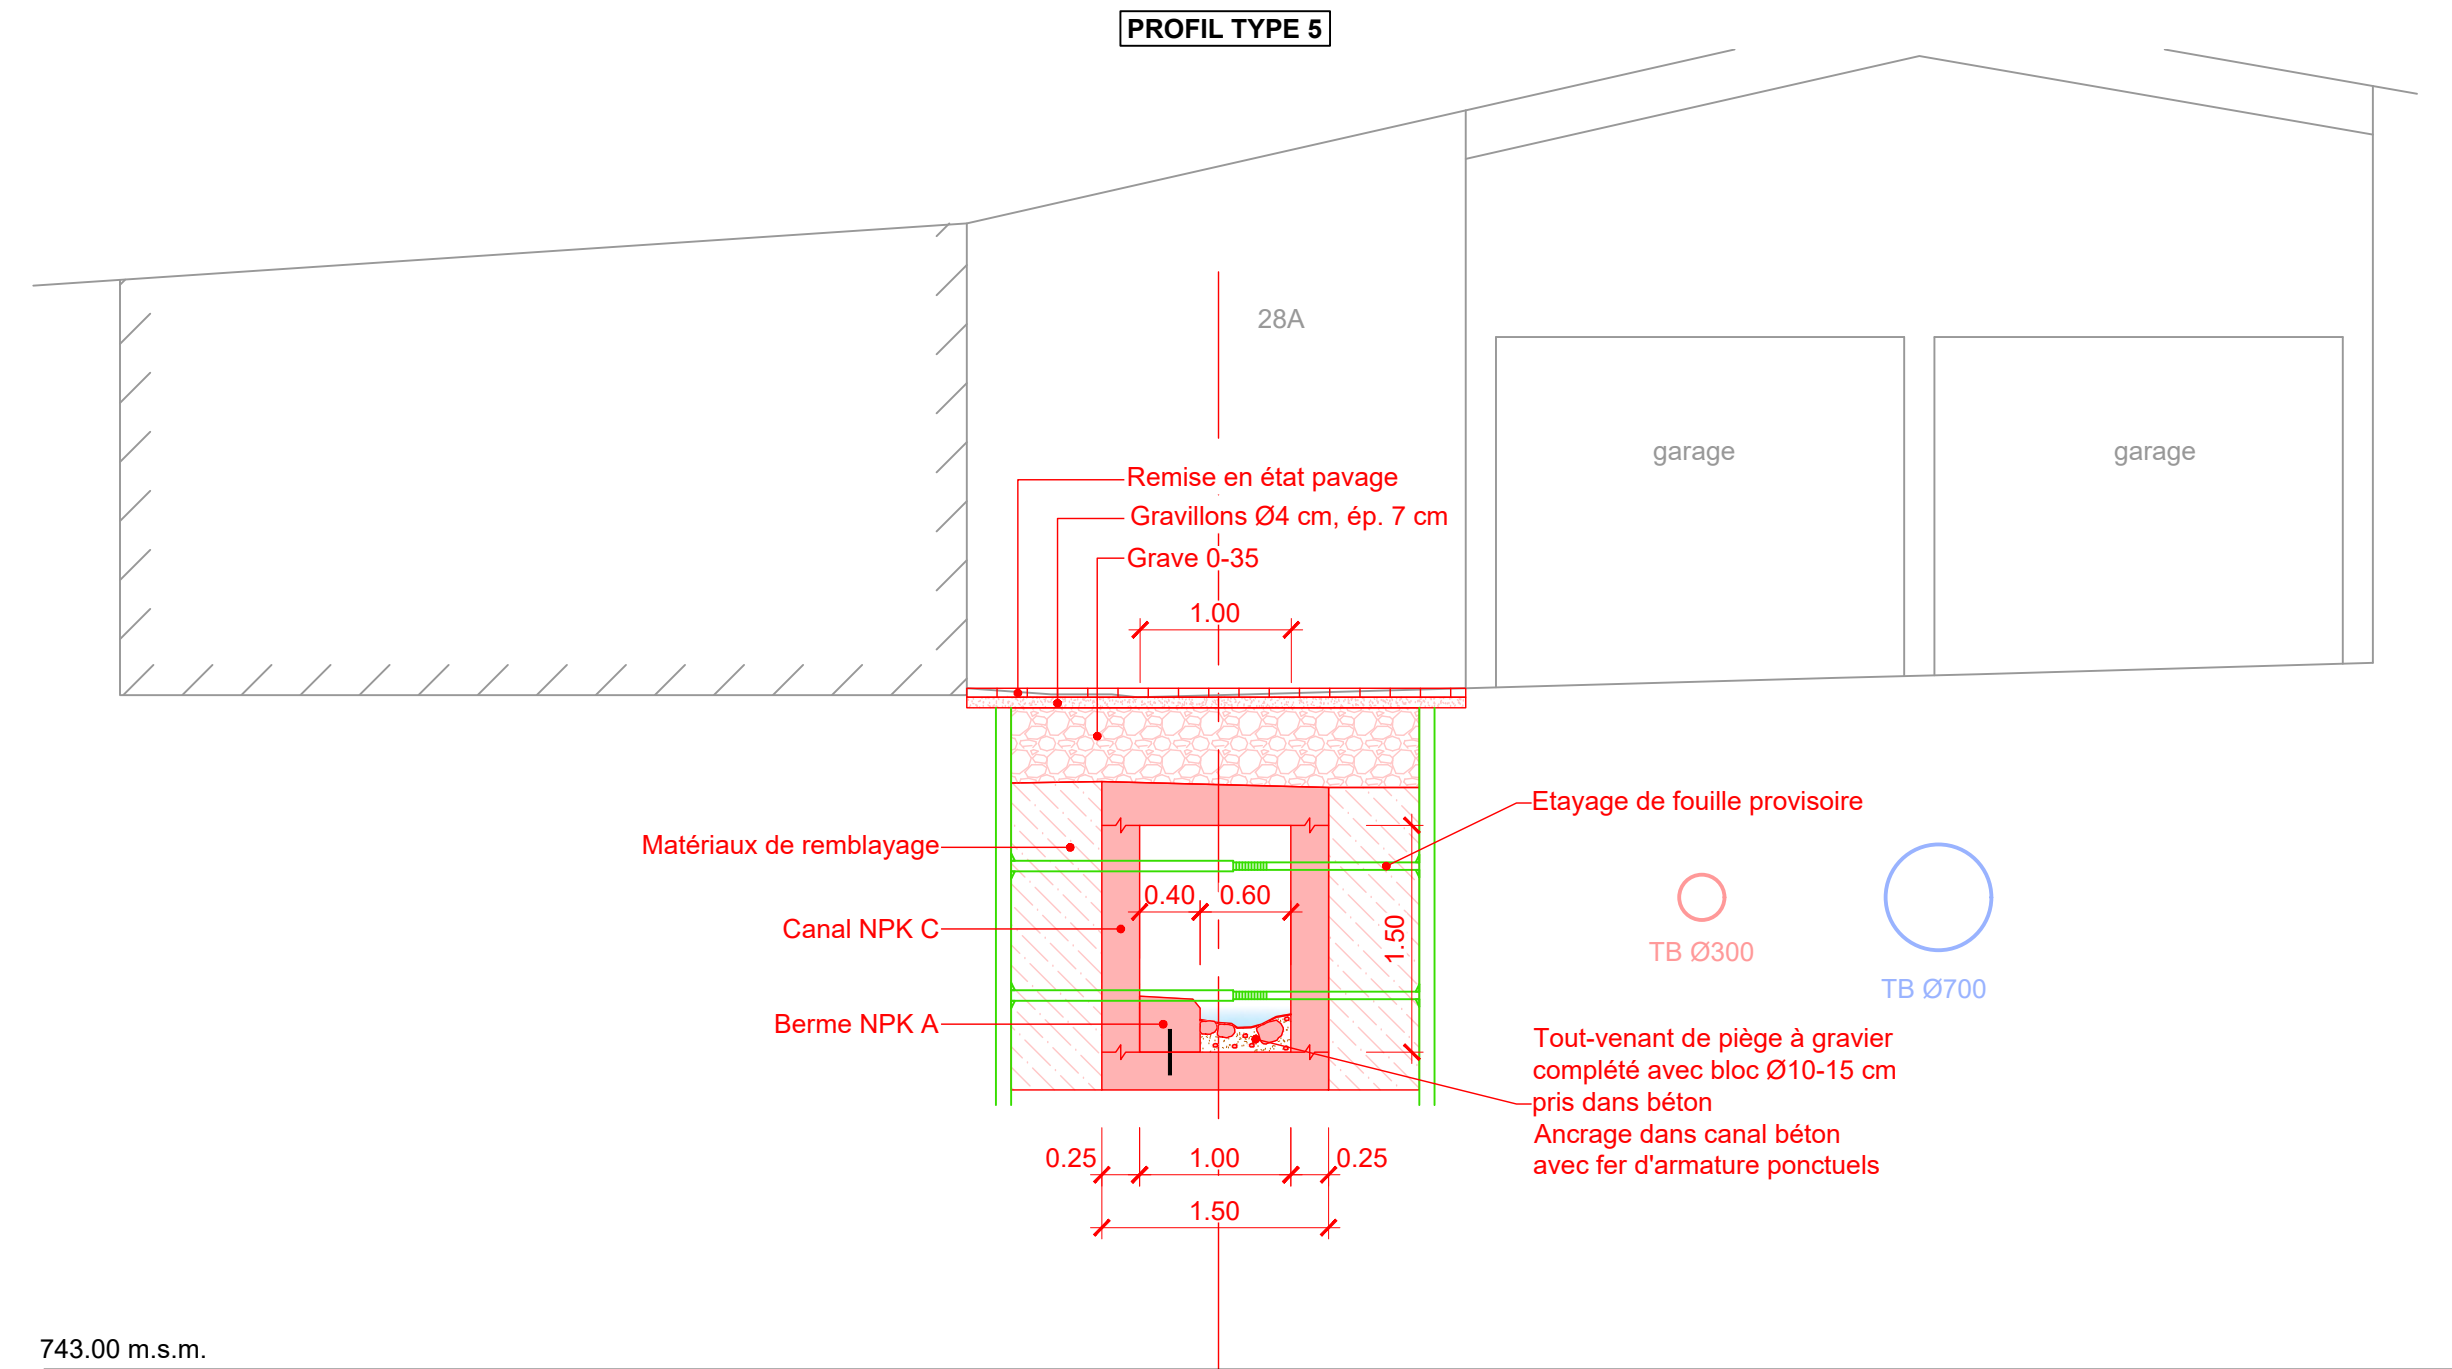 PROFIL TYPE 5
28A
garage
garage
Remise en état pavage
Gravillons Ø4 cm, ép. 7 cm
Grave 0-35
1.00
Etayage de fouille provisoire
Matériaux de remblayage
0.40
0.60
1.50
Canal NPK C
TB Ø300
TB Ø700
Berme NPK A
Tout-venant de piège à gravier
complété avec bloc Ø10-15 cm
pris dans béton
Ancrage dans canal béton
avec fer d'armature ponctuels
0.25
1.00
0.25
1.50
743.00 m.s.m.